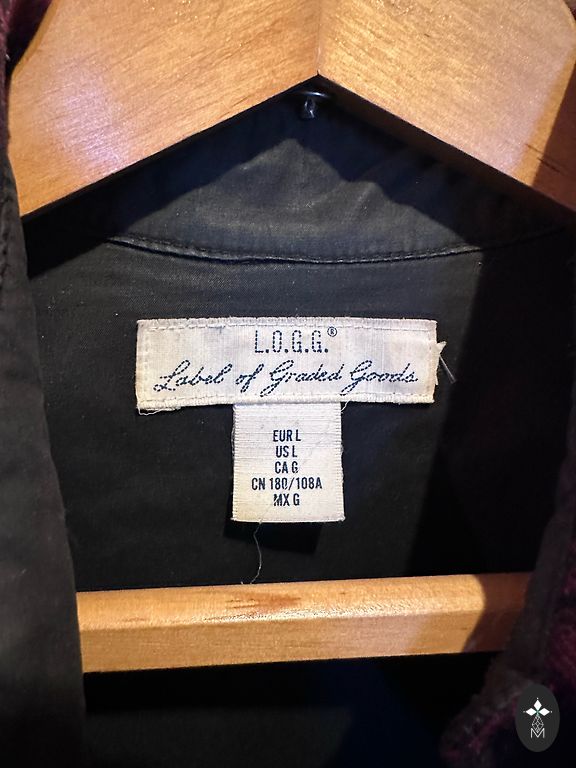 L.O.G.G.®
Label of Graded Goods
EUR L
US L
CA G
CN 180/108A
MX G
M